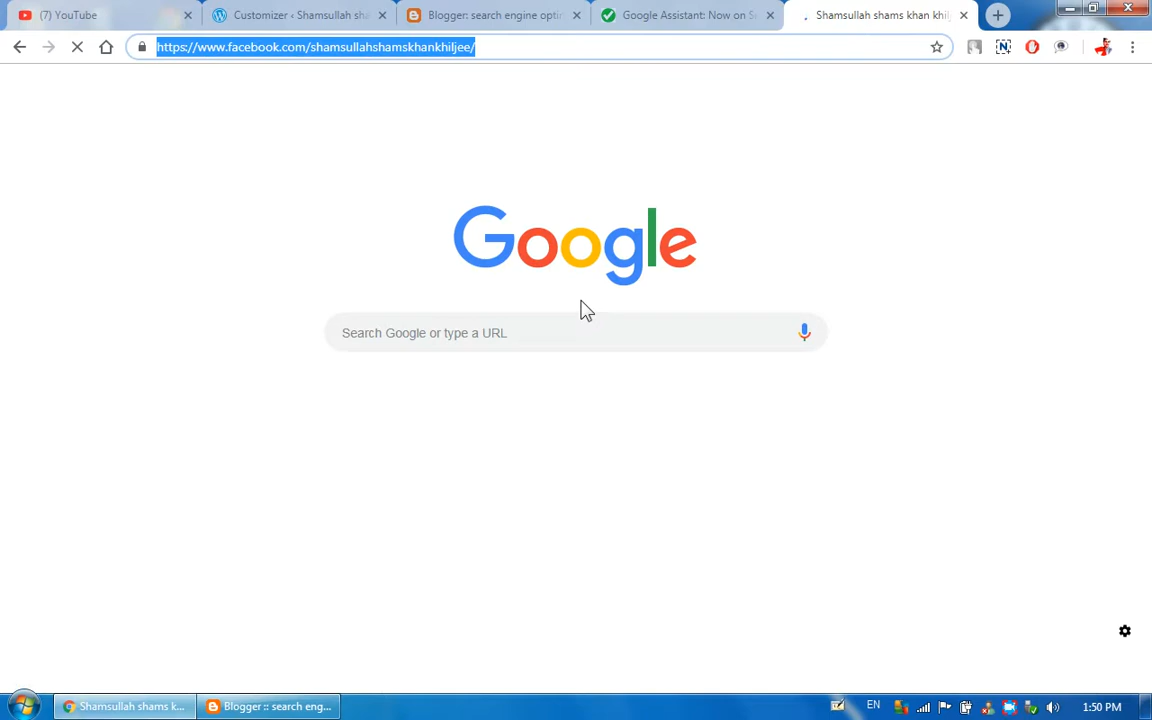 (7) YouTube
Customizer ‹ Shamsullah sha
Blogger: search engine optin
Google Assistant: Now on S
Shamsullah shams khan khil
https://www.facebook.com/shamsullahshamskhankhiljee/
Google
Search Google or type a URL
Shamsullah shams k...
Blogger :: search eng...
EN
1:50 PM